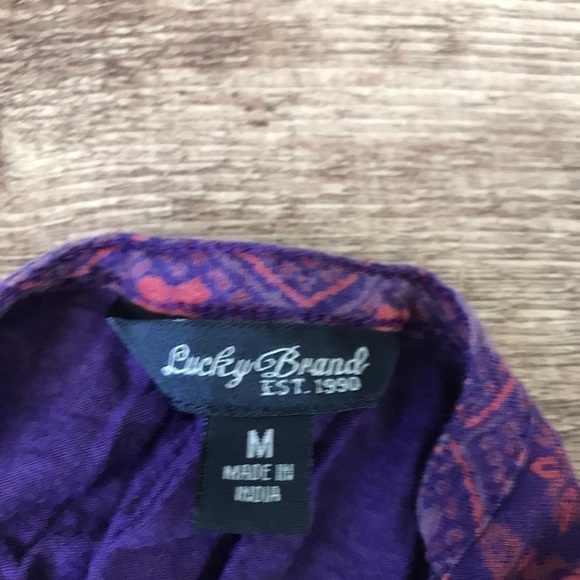 Lucky Brand
EST. 1990
M
MADE IN
INDIA